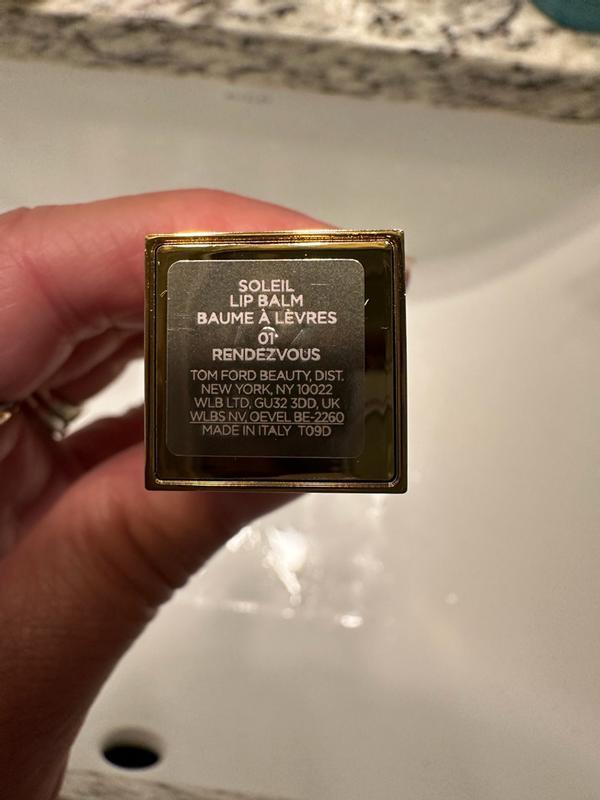 SOLEIL
LIP BALM
BAUME À LÈVRES
01
RENDEZVOUS
TOM FORD BEAUTY, DIST.
NEW YORK, NY 10022
WLB LTD, GU32 3DD, UK
WLBS NV, OEVEL BE-2260
MADE IN ITALY T09D